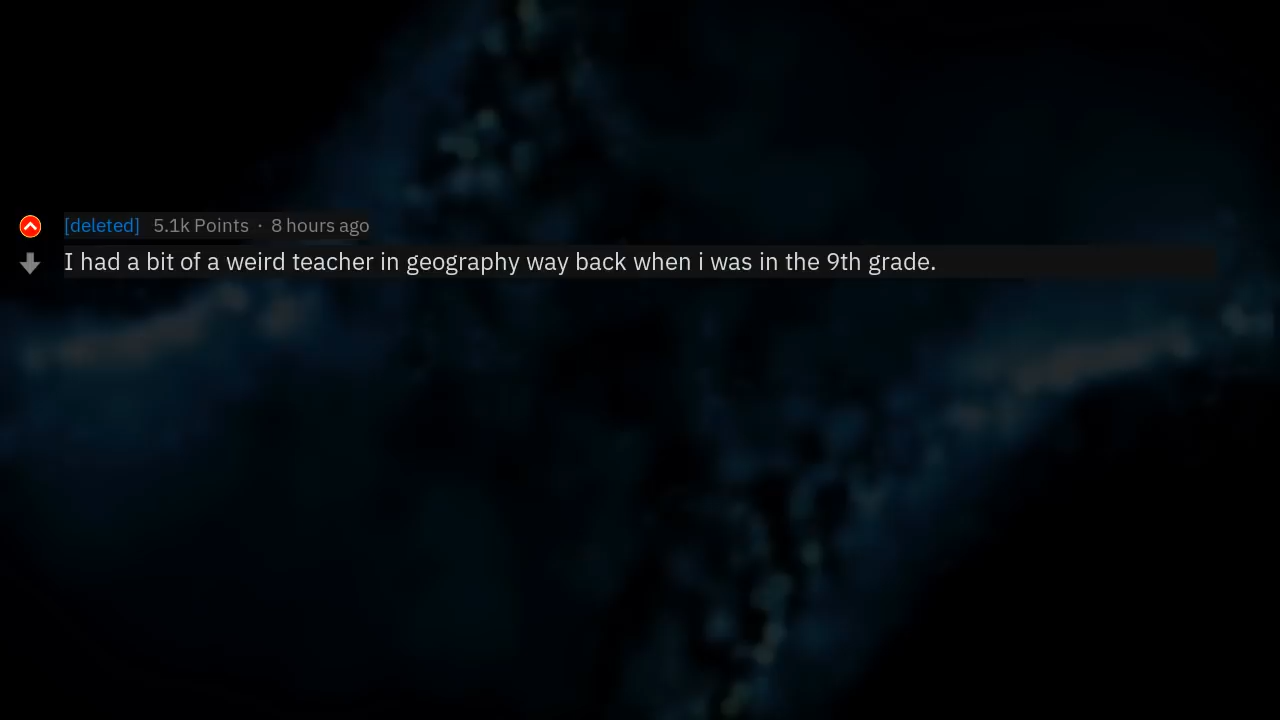 [deleted] 5.1k Points · 8 hours ago
I had a bit of a weird teacher in geography way back when i was in the 9th grade.